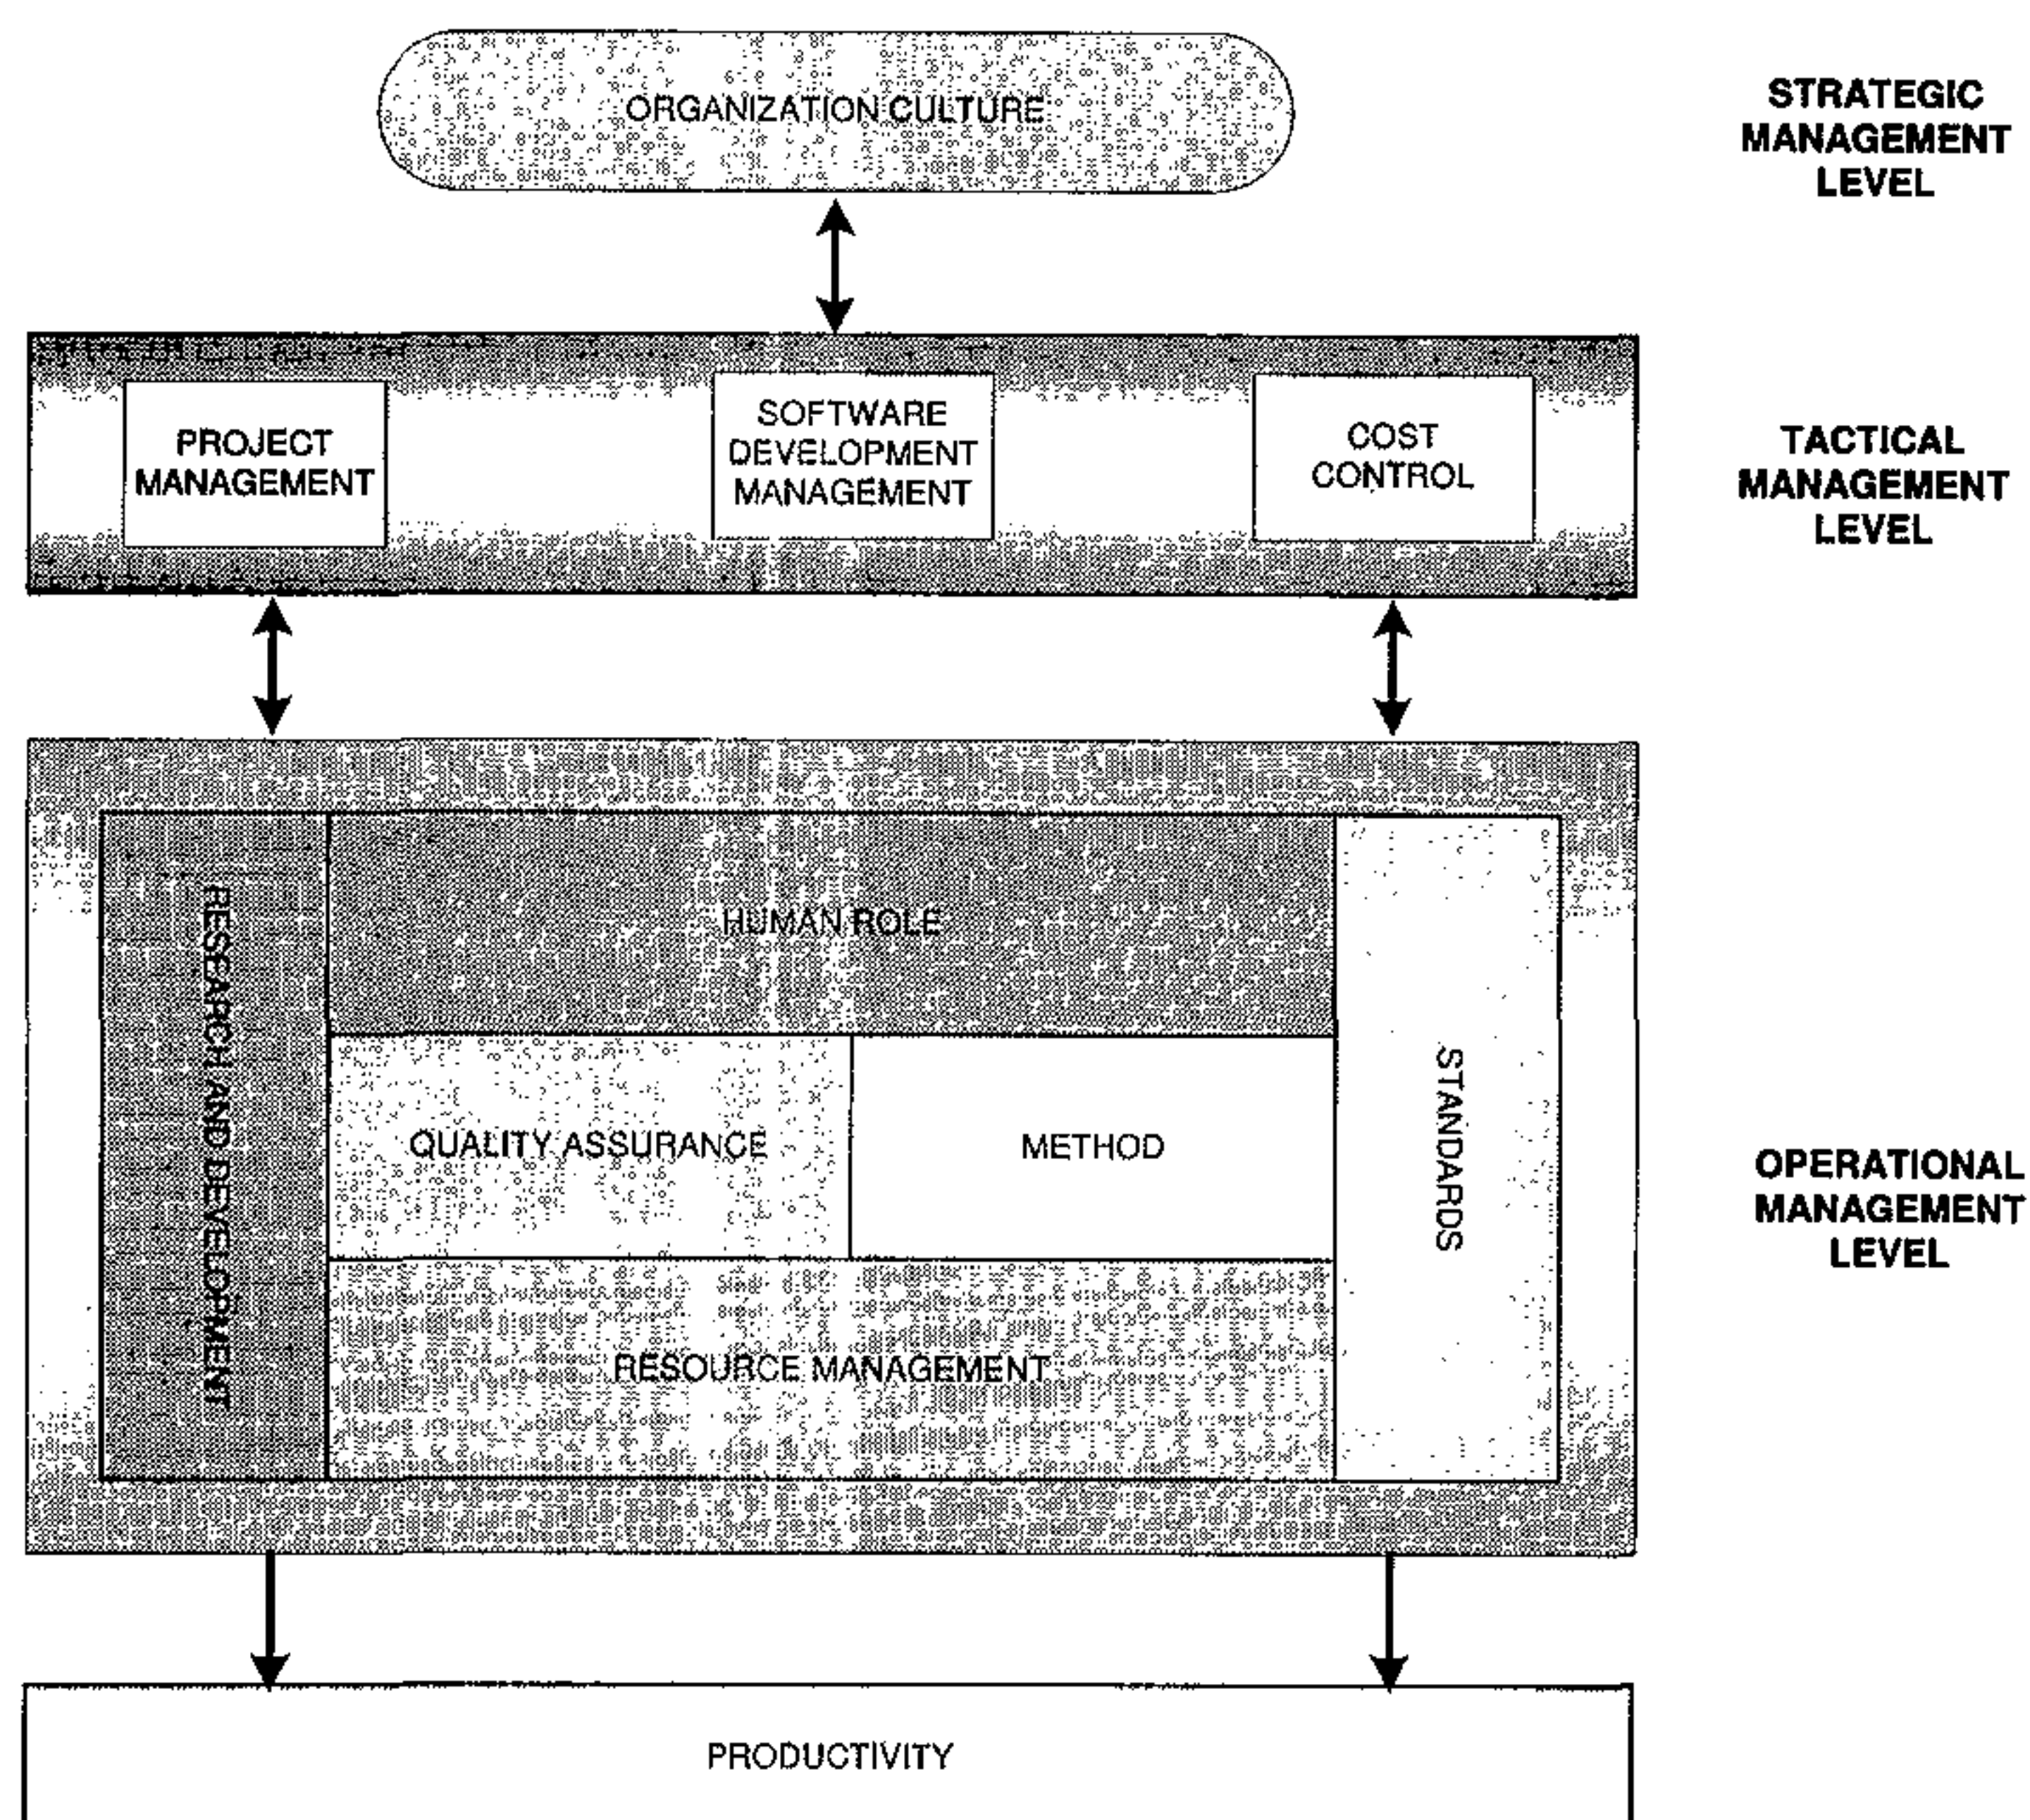 ORGANIZATION CULTURE
STRATEGIC
MANAGEMENT
LEVEL
PROJECT
MANAGEMENT
SOFTWARE
DEVELOPMENT
MANAGEMENT
COST
CONTROL
TACTICAL
MANAGEMENT
LEVEL
RESEARCH AND DEVELOPMENT
HUMAN ROLE
QUALITY ASSURANCE
METHOD
RESOURCE MANAGEMENT
STANDARDS
OPERATIONAL
MANAGEMENT
LEVEL
PRODUCTIVITY